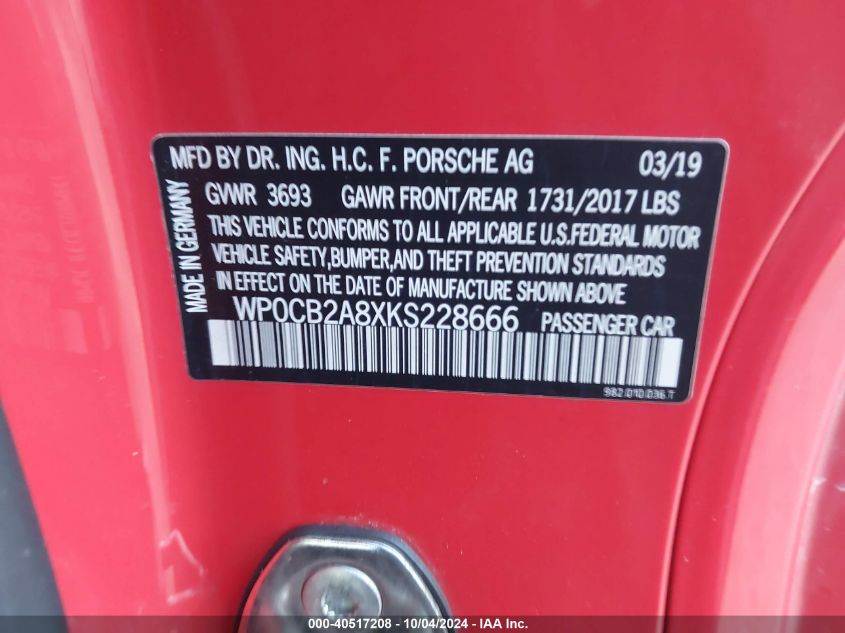 MFD BY DR. ING. H.C. F. PORSCHE AG 03/19
GVWR 3693 GAWR FRONT/REAR 1731/2017 LBS
THIS VEHICLE CONFORMS TO ALL APPLICABLE U.S.FEDERAL MOTOR
VEHICLE SAFETY,BUMPER,AND THEFT PREVENTION STANDARDS
IN EFFECT ON THE DATE OF MANUFACTURE SHOWN ABOVE
WP0CB2A8XKS228666 PASSENGER CAR
MADE IN GERMANY
982.010.036.T
© -40517208 - 10/04/2024 - IAA Inc.